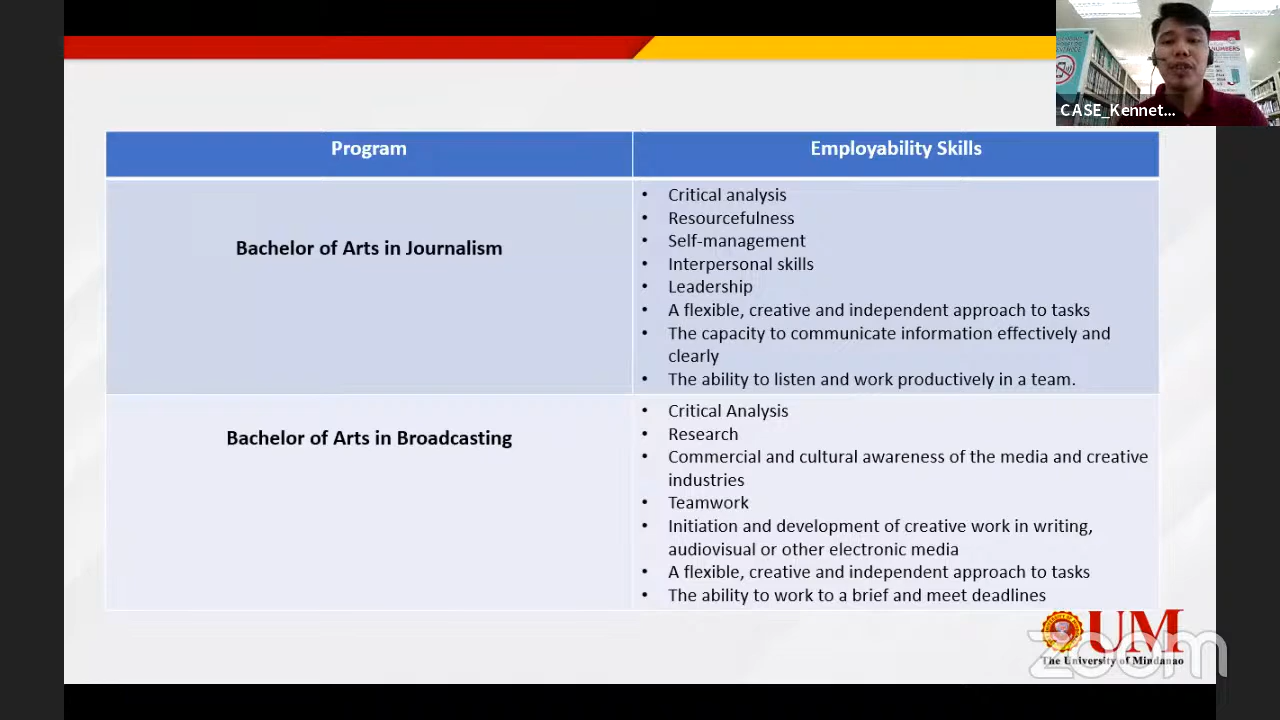 NUMBERS
CASE_Kennet...
Program
Employability Skills
Bachelor of Arts in Journalism
• Critical analysis
• Resourcefulness
• Self-management
• Interpersonal skills
• Leadership
• A flexible, creative and independent approach to tasks
• The capacity to communicate information effectively and
clearly
• The ability to listen and work productively in a team.
Bachelor of Arts in Broadcasting
• Critical Analysis
• Research
• Commercial and cultural awareness of the media and creative
industries
• Teamwork
• Initiation and development of creative work in writing,
audiovisual or other electronic media
• A flexible, creative and independent approach to tasks
• The ability to work to a brief and meet deadlines
UM
The University of Mindanao
zoom